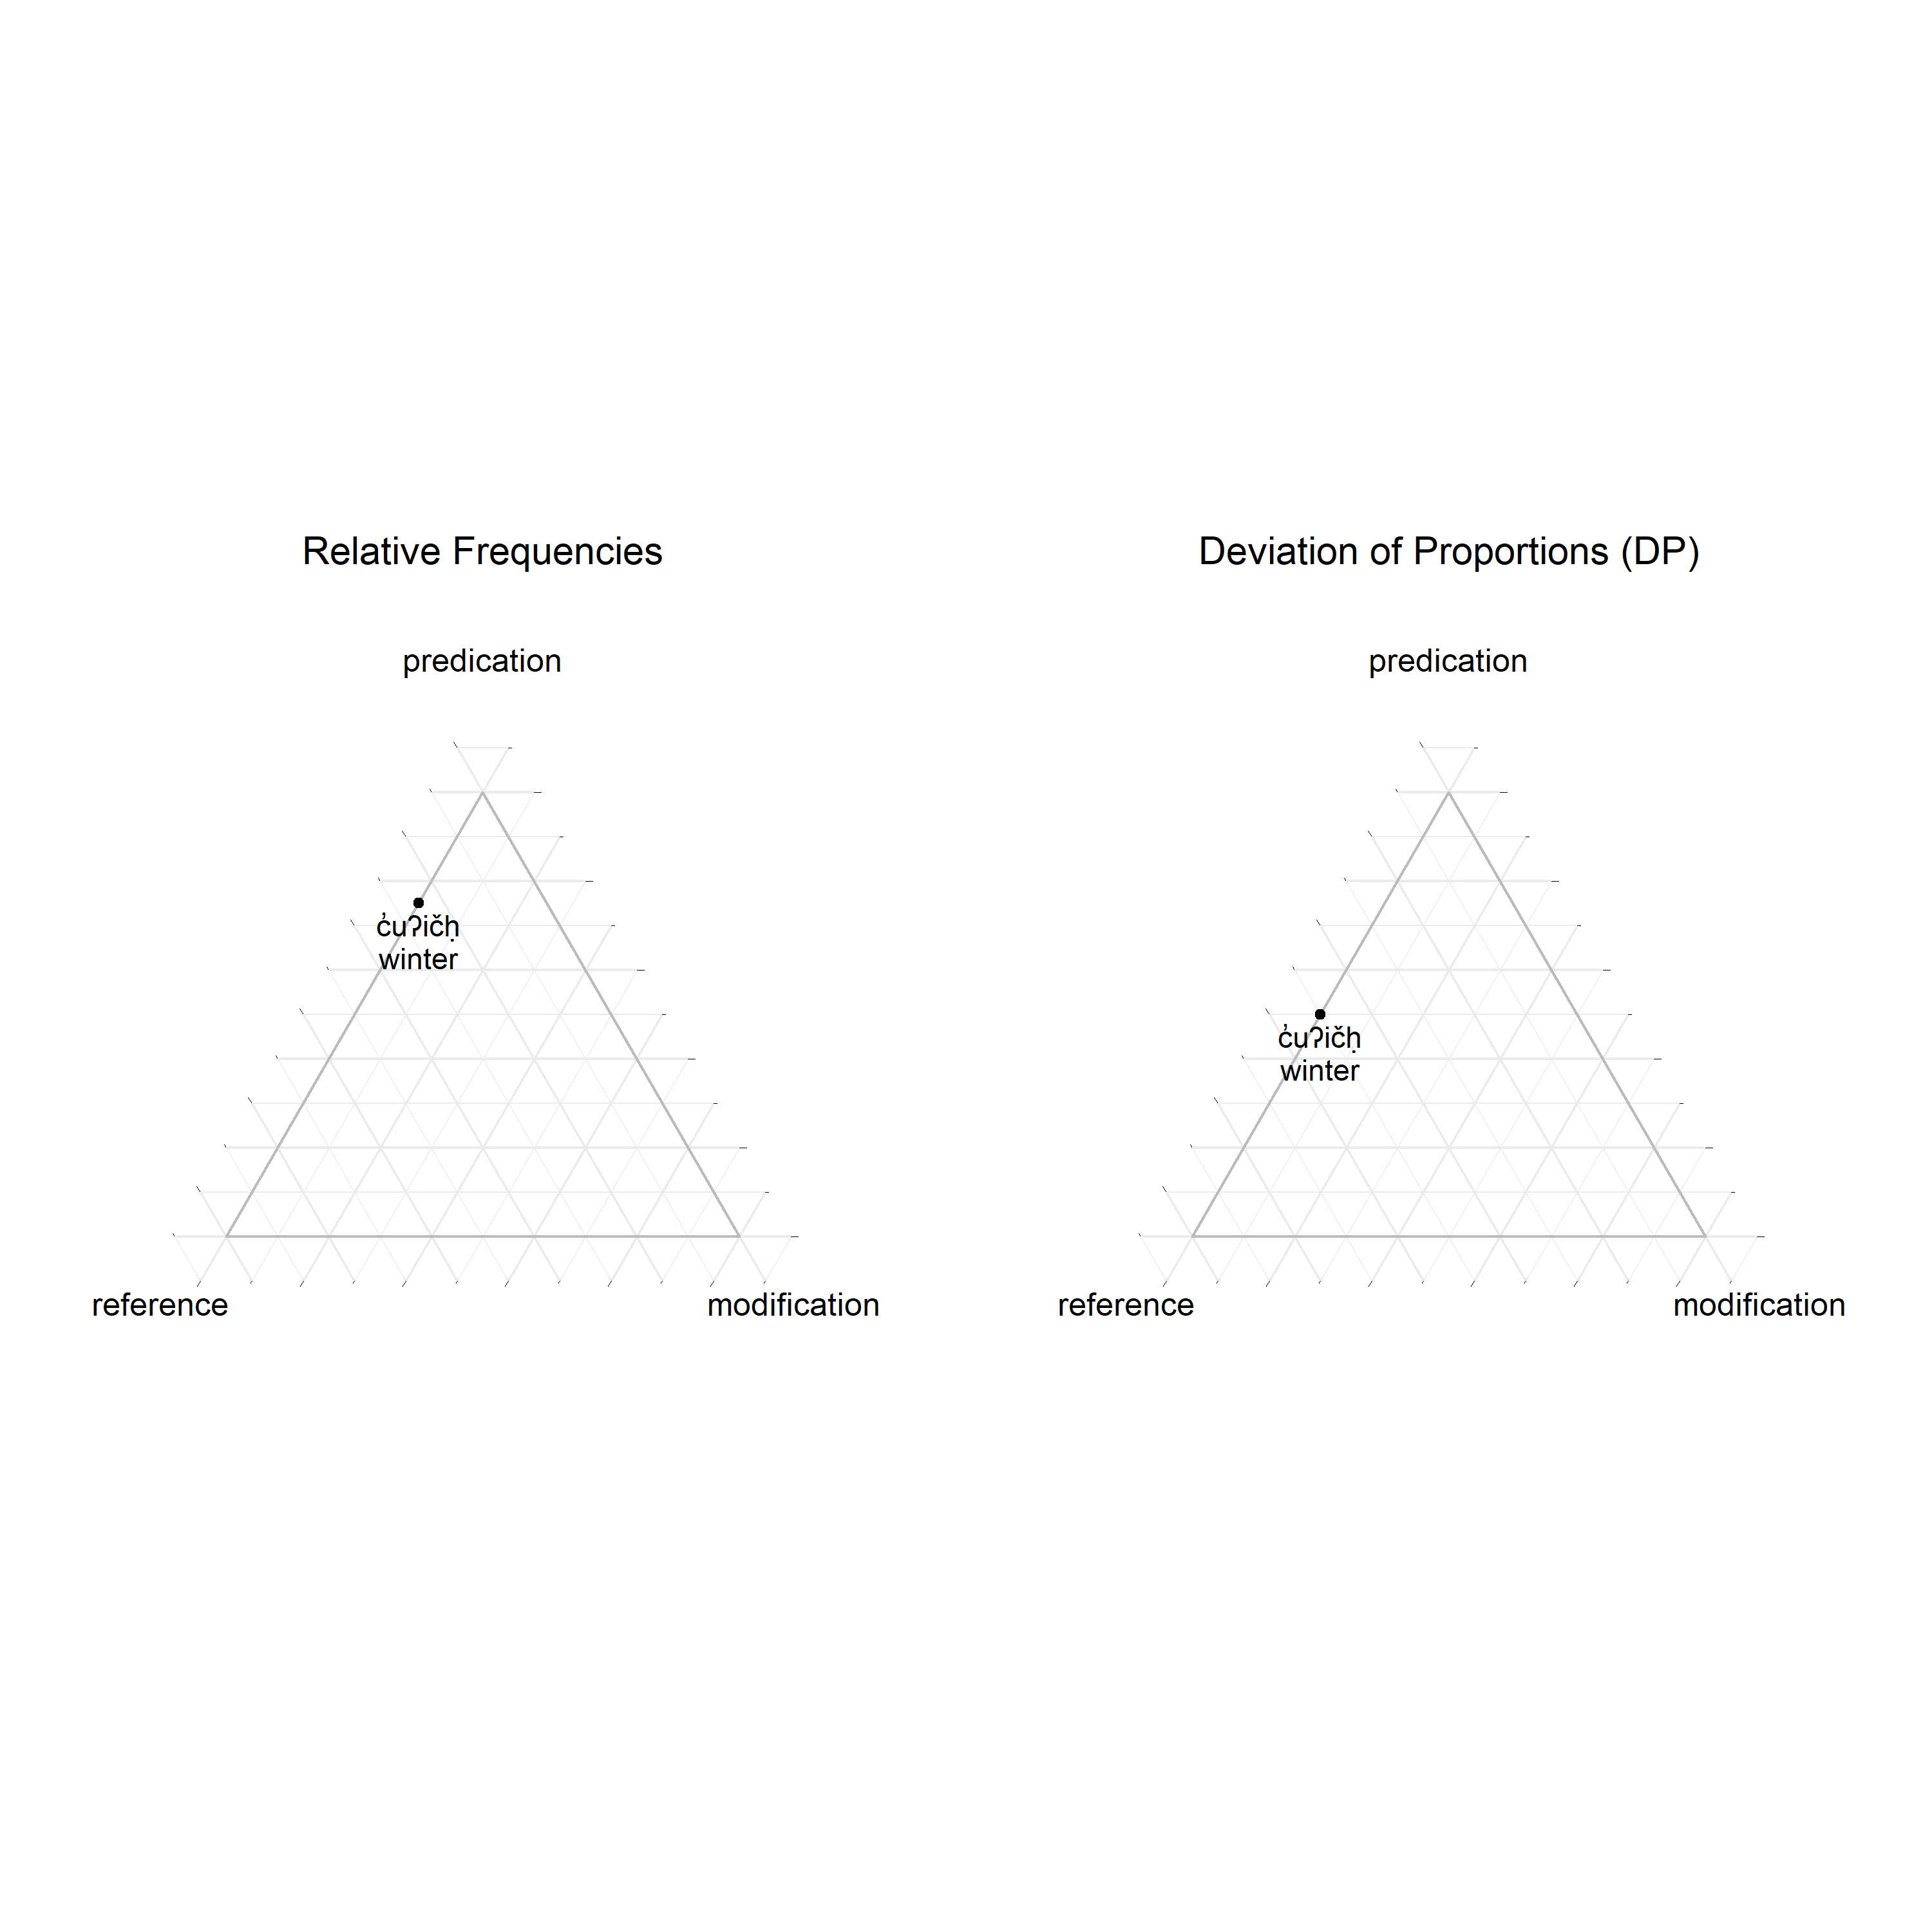 Relative Frequencies
predication
c̓uʔičḥ
winter
reference
modification
Deviation of Proportions (DP)
predication
c̓uʔičḥ
winter
reference
modification